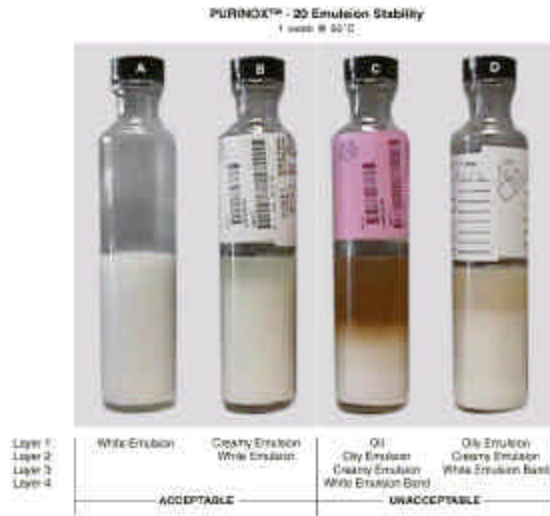 PURINOX™ - 20 Emulsion Stability
1 week @
A B C D
Layer 1 White Emulsion Creamy Emulsion Oil Oily Emulsion
Layer 2 White Emulsion Oily Emulsion Creamy Emulsion
Layer 3 Creamy Emulsion White Emulsion Band
Layer 4 White Emulsion Band
ACCEPTABLE UNACCEPTABLE